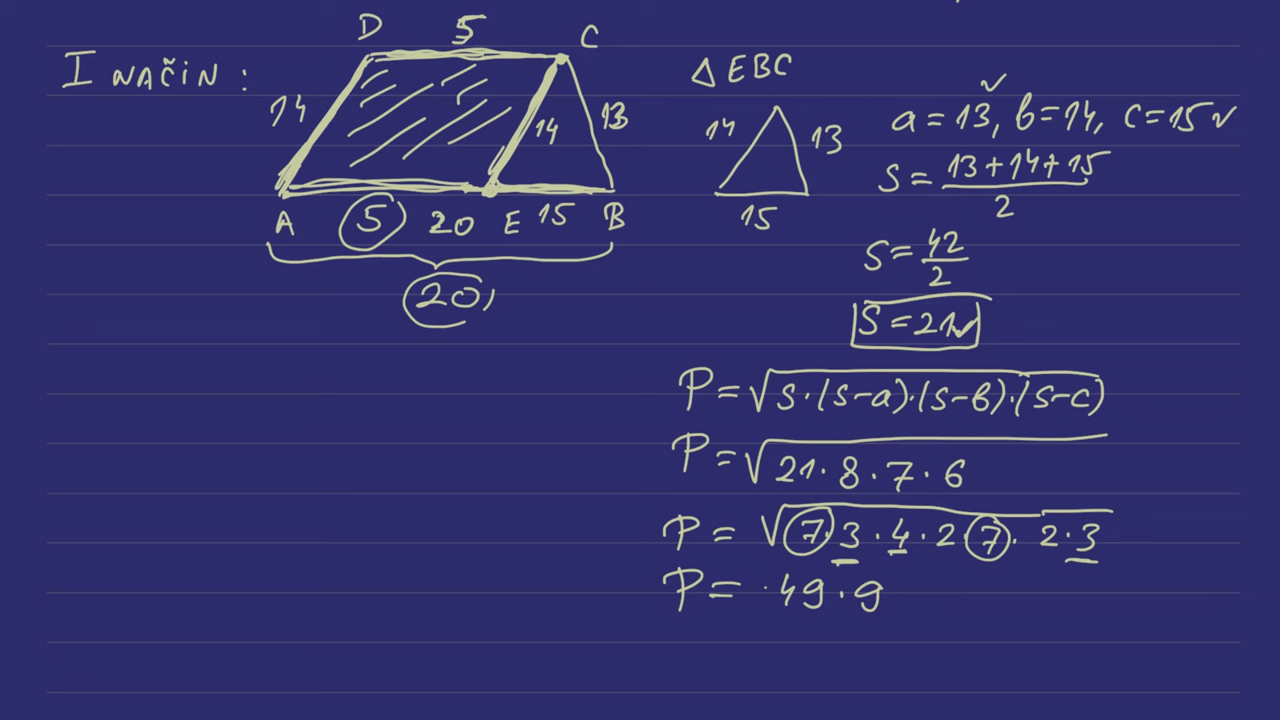 I NAČIN:
D 5 C
14 14 13
A 5 20 E 15 B
20
△EBC
14 13
15
a=13, b=14, c=15
S=13+14+15/2
S=42/2
S=21
P=√s·(s-a)·(s-b)·(s-c)
P=√21·8·7·6
P=√7·3·4·2·7·2·3
P=·49·9